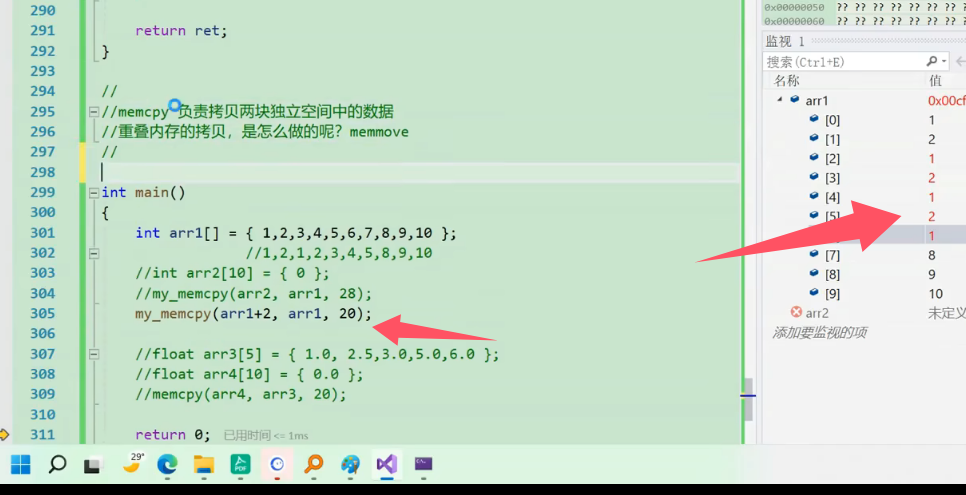 290
291 return ret;
292 }
293
294 //
295 //memcpy 负责拷贝两块独立空间中的数据
296 //重叠内存的拷贝，是怎么做的呢？memmove
297 //
298
299 int main()
300 {
301 int arr1[] = { 1,2,3,4,5,6,7,8,9,10 };
302 //1,2,1,2,3,4,5,8,9,10
303 //int arr2[10] = { 0 };
304 //my_memcpy(arr2, arr1, 28);
305 my_memcpy(arr1+2, arr1, 20);
306
307 //float arr3[5] = { 1.0, 2.5,3.0,5.0,6.0 };
308 //float arr4[10] = { 0.0 };
309 //memcpy(arr4, arr3, 20);
310
311 return 0; 已用时间 <= 1ms
0x00000050 ?? ?? ?? ?? ?? ?? ??
0x00000060 ?? ?? ?? ?? ?? ?? ??
监视 1
搜索(Ctrl+E)
名称 值
arr1 0x00cf
[0] 1
[1] 2
[2] 1
[3] 2
[4] 1
[5] 2
1
[7] 8
[8] 9
[9] 10
arr2 未定义
添加要监视的项
29°
PDF